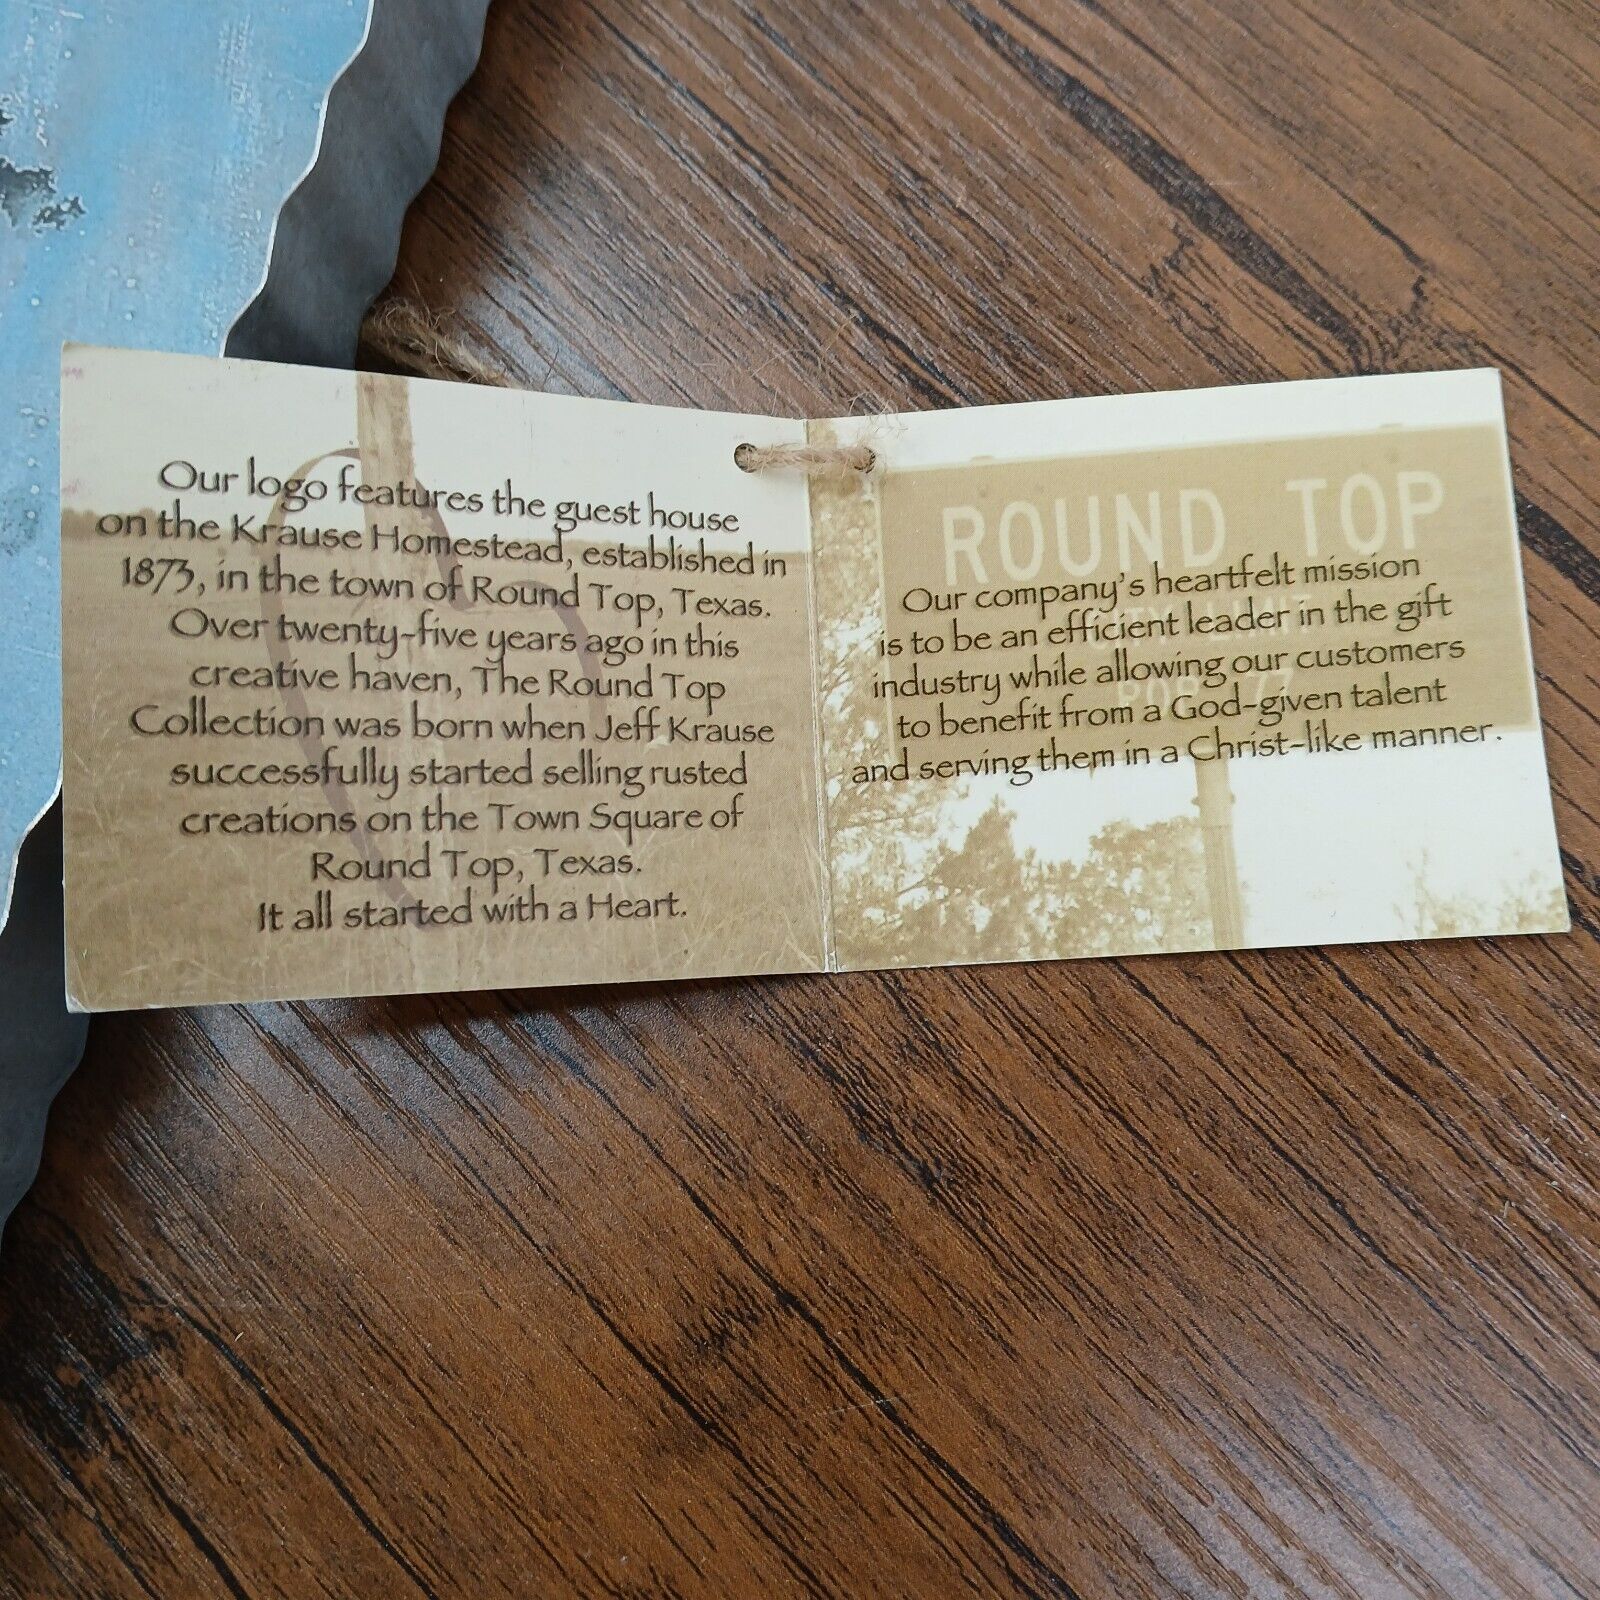 Our logo features the guest house
on the Krause Homestead, established in
1873, in the town of Round Top, Texas.
Over twenty-five years ago in this
creative haven, The Round Top
Collection was born when Jeff Krause
successfully started selling rusted
creations on the Town Square of
Round Top, Texas.
It all started with a Heart.
ROUND TOP
Our company's heartfelt mission
is to be an efficient leader in the gift
industry while allowing our customers
to benefit from a God-given talent
and serving them in a Christ-like manner.